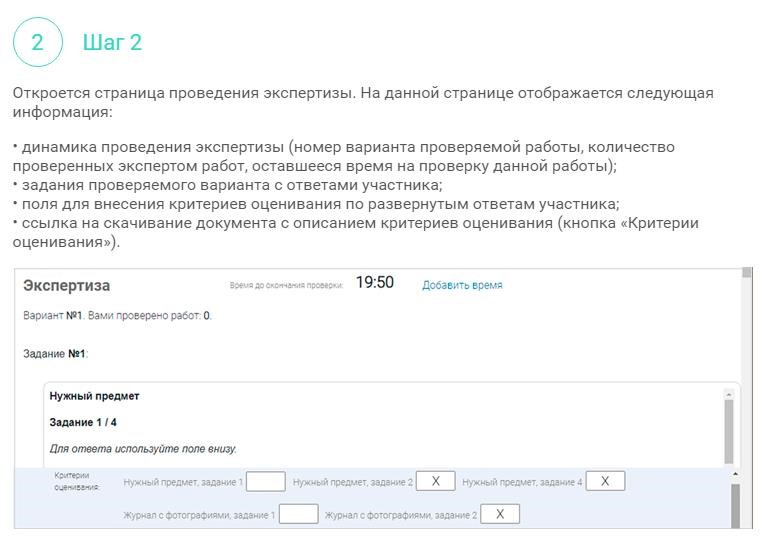 2 Шаг 2
Откроется страница проведения экспертизы. На данной странице отображается следующая
информация:
• динамика проведения экспертизы (номер варианта проверяемой работы, количество
проверенных экспертом работ, оставшееся время на проверку данной работы);
• задания проверяемого варианта с ответами участника;
• поля для внесения критериев оценивания по развернутым ответам участника;
• ссылка на скачивание документа с описанием критериев оценивания (кнопка «Критерии
оценивания»).
Экспертиза Время до окончания проверки: 19:50 Добавить время
Вариант №1. Вами проверено работ: 0.
Задание №1:
Нужный предмет
Задание 1 / 4
Для ответа используйте поле внизу.
Критерии
оценивания: Нужный предмет, задание 1 Нужный предмет, задание 2 X Нужный предмет, задание 4 X
Журнал с фотографиями, задание 1 Журнал с фотографиями, задание 2 X